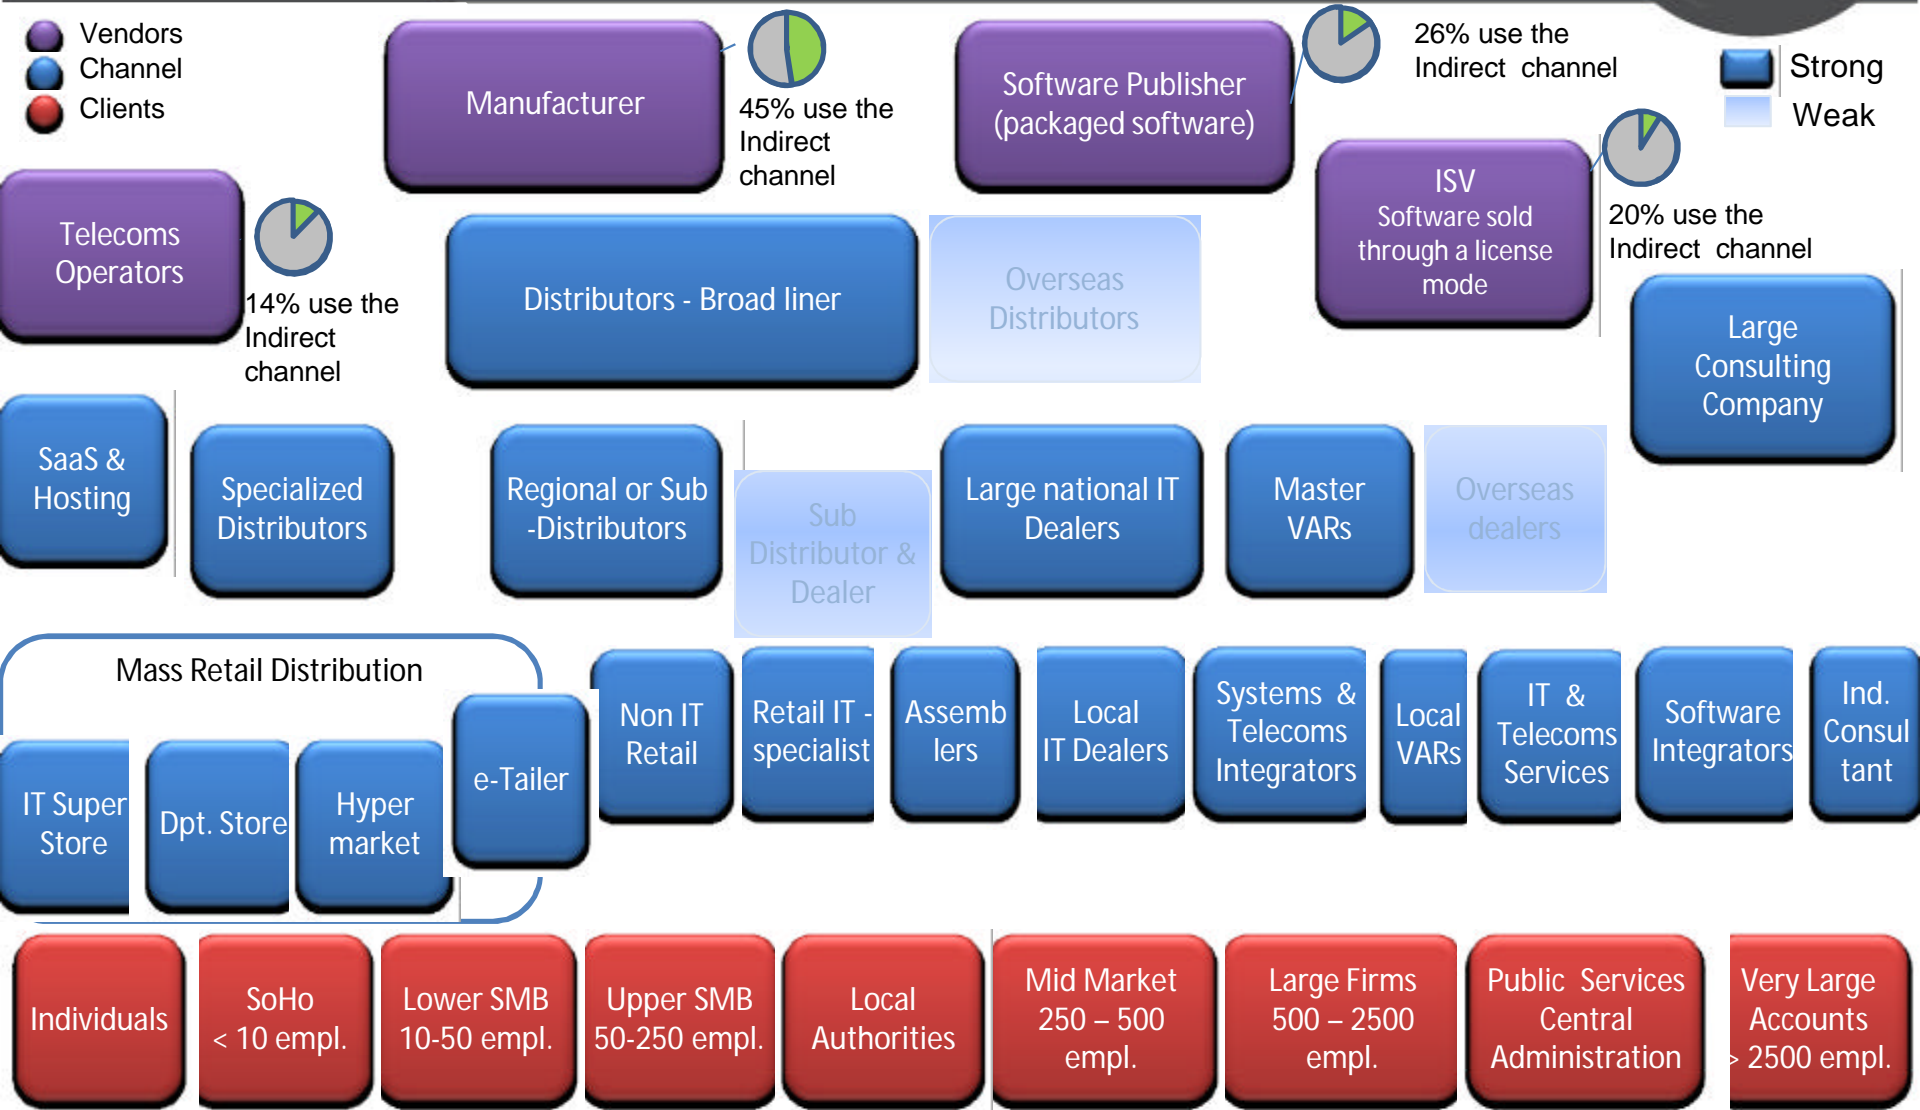 Vendors
Channel
Clients
Manufacturer
45% use the
Indirect
channel
Software Publisher
(packaged software)
26% use the
Indirect channel
Strong
Weak
Telecoms
Operators
14% use the
Indirect
channel
ISV
Software sold
through a license
mode
20% use the
Indirect channel
Distributors - Broad liner
Overseas
Distributors
Large
Consulting
Company
SaaS &
Hosting
Specialized
Distributors
Regional or Sub
-Distributors
Sub
Distributor &
Dealer
Large national IT
Dealers
Master
VARs
Overseas
dealers
Mass Retail Distribution
IT Super
Store
Dpt. Store
Hyper
market
e-Tailer
Non IT
Retail
Retail IT -
specialist
Assemb
lers
Local
IT Dealers
Systems &
Telecoms
Integrators
Local
VARs
IT &
Telecoms
Services
Software
Integrators
Ind.
Consul
tant
Individuals
SoHo
< 10 empl.
Lower SMB
10-50 empl.
Upper SMB
50-250 empl.
Local
Authorities
Mid Market
250 – 500
empl.
Large Firms
500 – 2500
empl.
Public Services
Central
Administration
Very Large
Accounts
> 2500 empl.